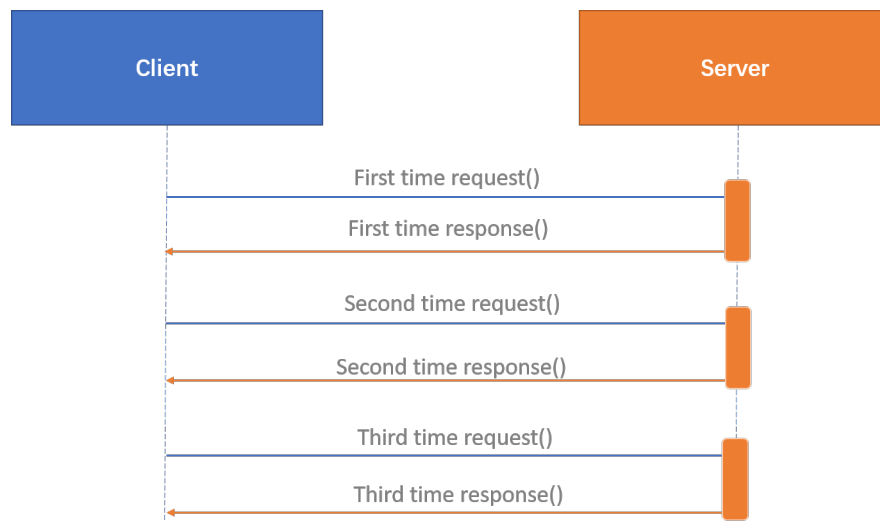 Client
Server
First time request()
First time response()
Second time request()
Second time response()
Third time request()
Third time response()